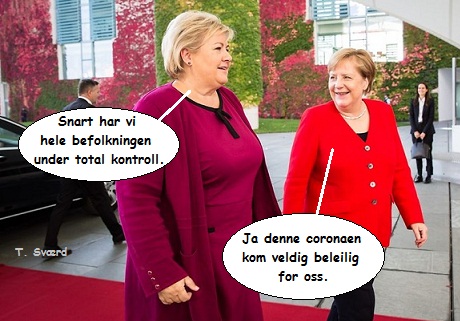 Snart har vi
hele befolkningen
under total kontroll.
Ja denne coronaen
kom veldig beleilig
for oss.
T. Sværd